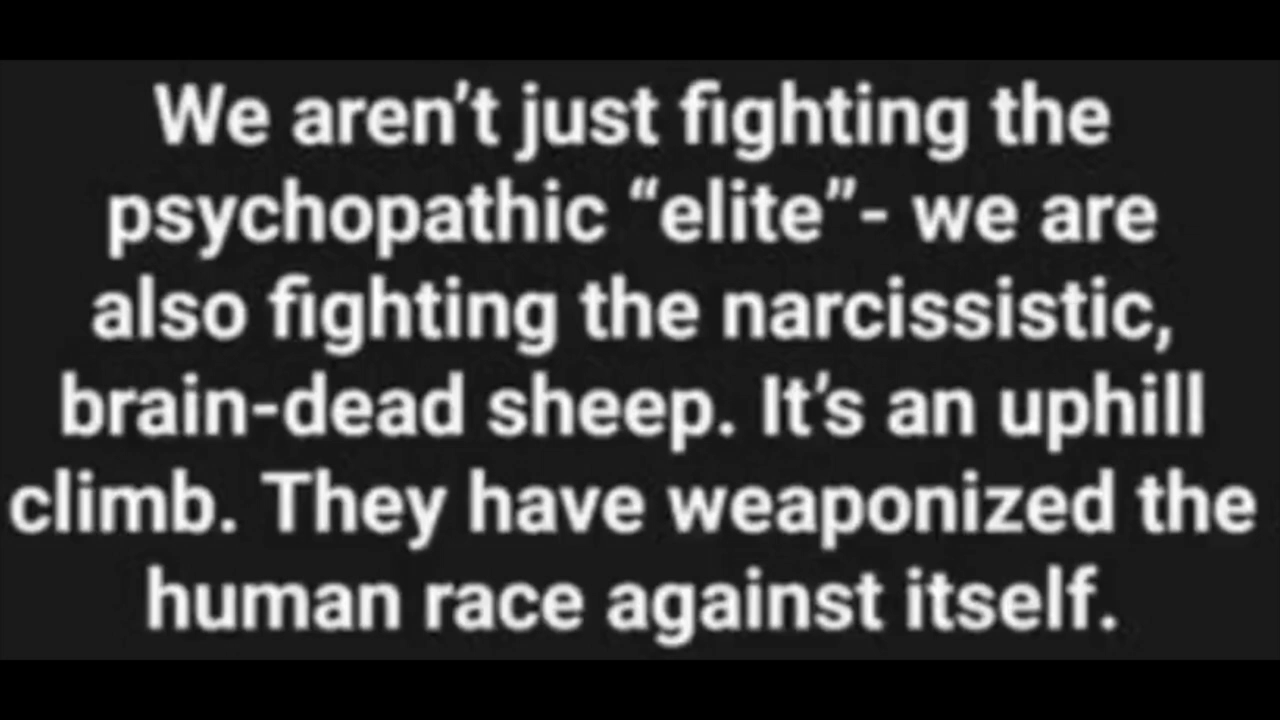 We aren’t just fighting the
psychopathic “elite”- we are
also fighting the narcissistic,
brain-dead sheep. It’s an uphill
climb. They have weaponized the
human race against itself.